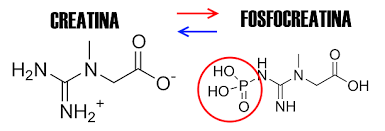 CREATINA
FOSFOCREATINA
O
H₂N
N
O⁻
NH₂⁺
HO
HO
P
O
H
N
NH
N
O
OH